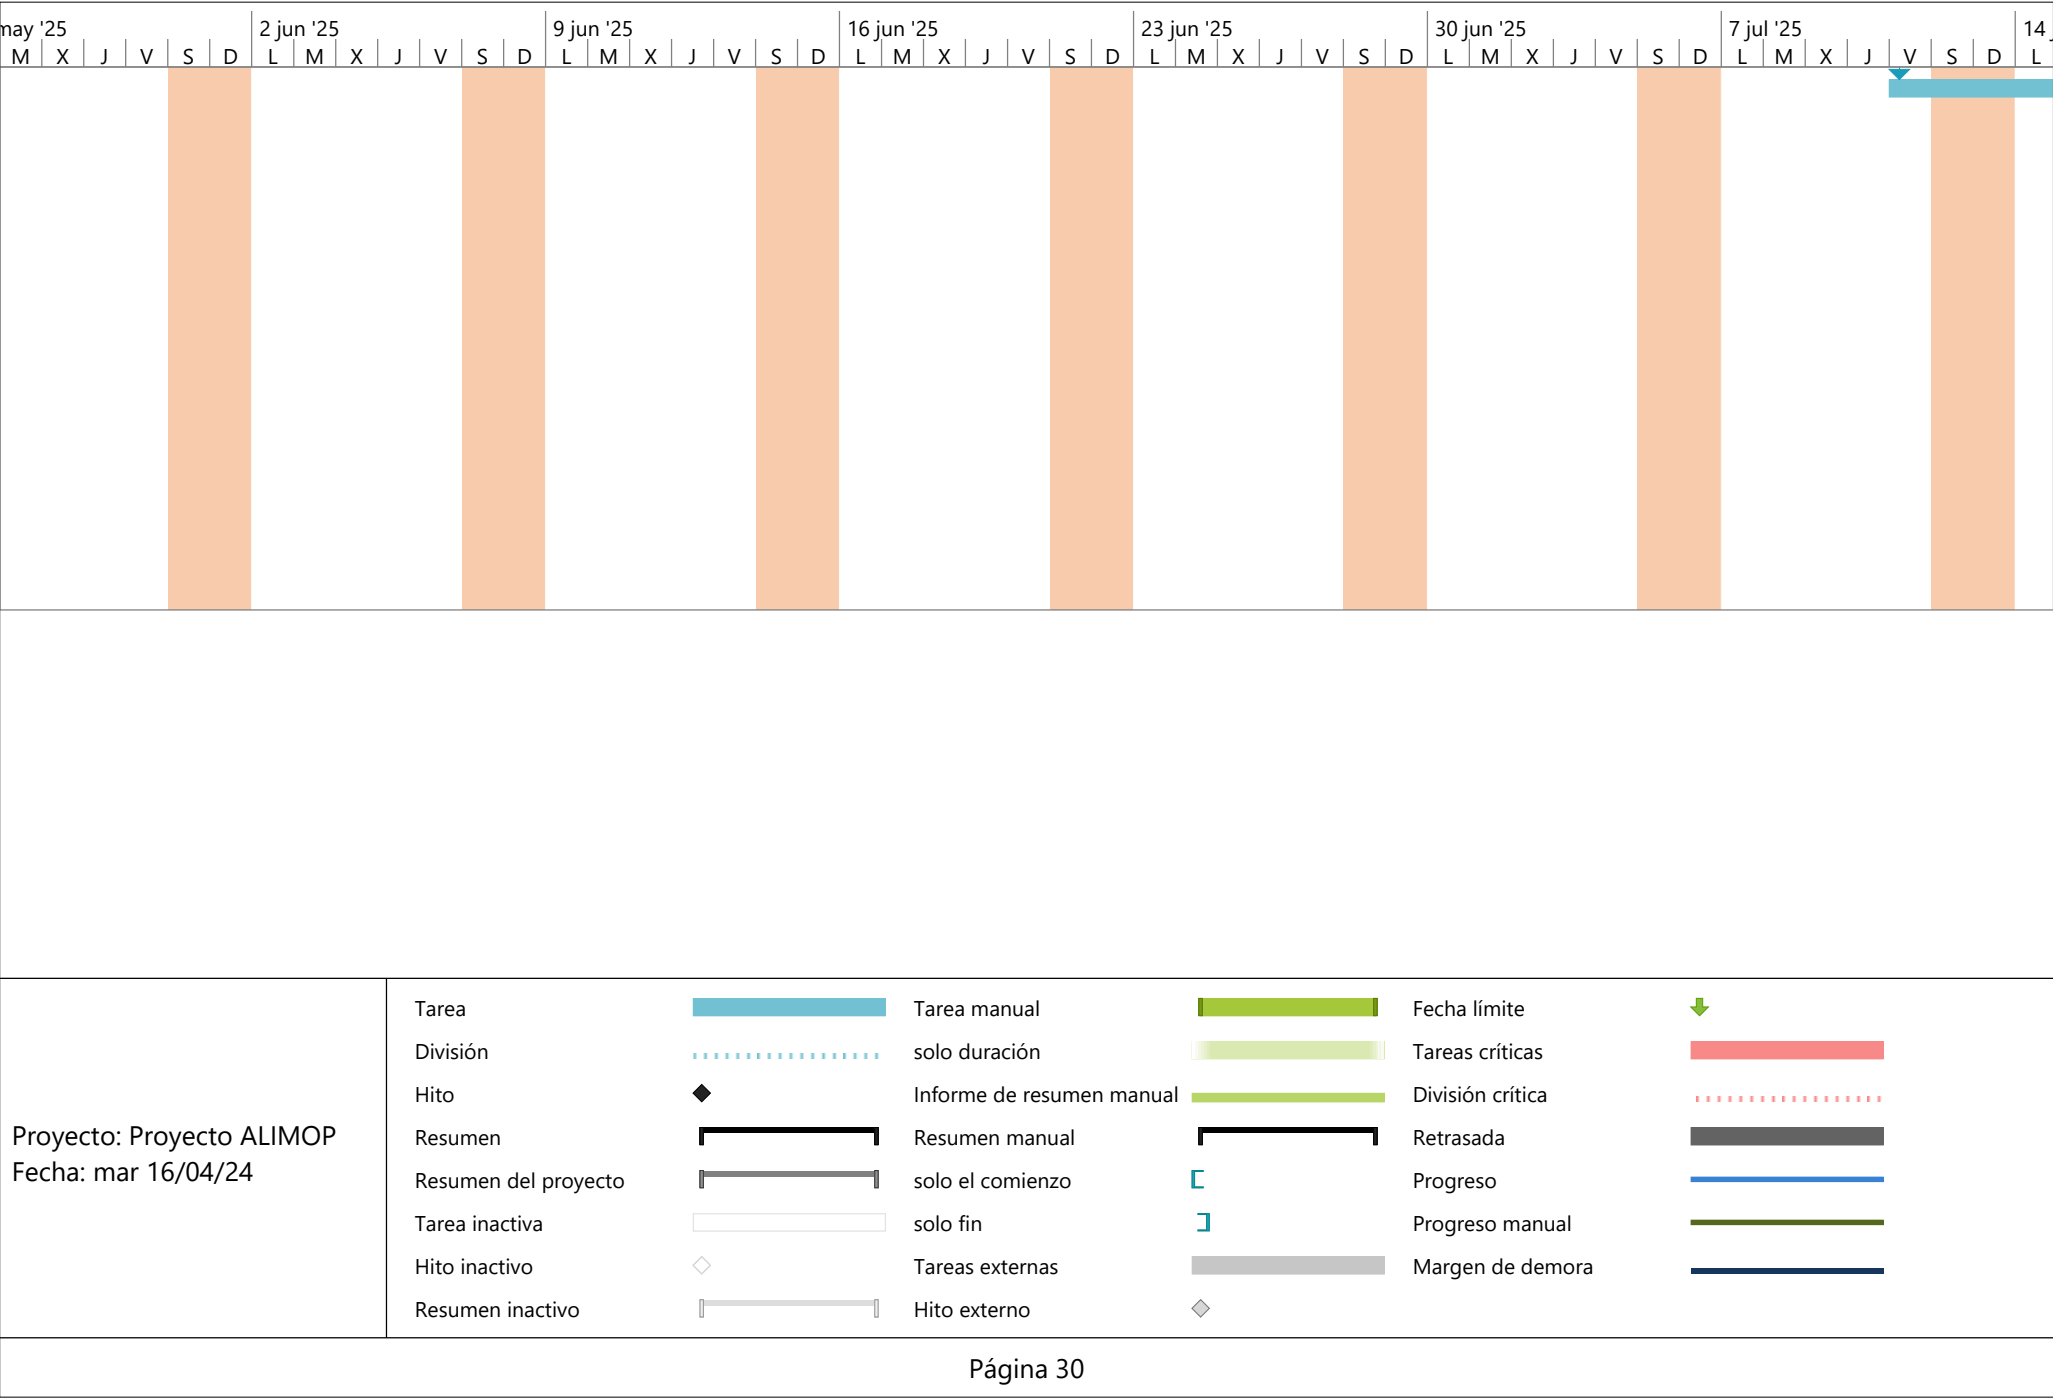 may '25 2 jun '25 9 jun '25 16 jun '25 23 jun '25 30 jun '25 7 jul '25 14
M X J V S D L M X J V S D L M X J V S D L M X J V S D L M X J V S D L M X J V S D L M X J V S D L
Tarea Tarea manual Fecha límite
División solo duración Tareas críticas
Hito Informe de resumen manual División crítica
Resumen Resumen manual Retrasada
Resumen del proyecto solo el comienzo Progreso
Tarea inactiva solo fin Progreso manual
Hito inactivo Tareas externas Margen de demora
Resumen inactivo Hito externo
Proyecto: Proyecto ALIMOP
Fecha: mar 16/04/24
Página 30